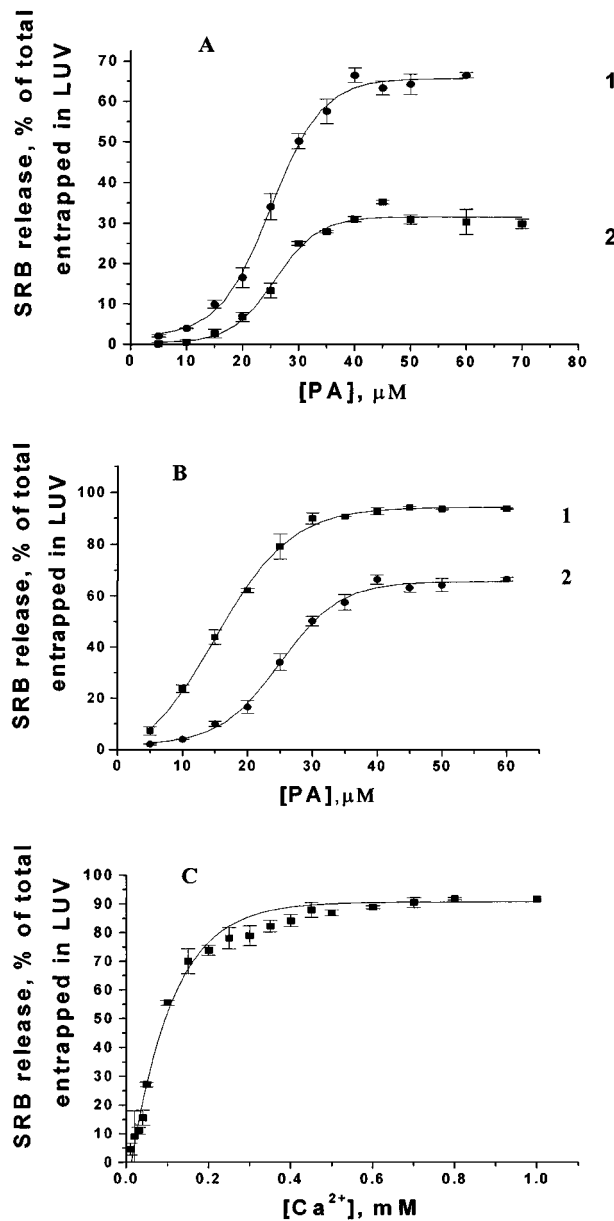 A
SRB release, % of total
entrapped in LUV
70
60
50
40
30
20
10
0
1
2
0 10 20 30 40 50 60 70 80
[PA], μM
B
SRB release, % of total
entrapped in LUV
100
80
60
40
20
0
1
2
0 10 20 30 40 50 60
[PA],μM
C
SRB release, % of total
entrapped in LUV
100
90
80
70
60
50
40
30
20
10
0
0.0 0.2 0.4 0.6 0.8 1.0
[Ca²⁺], mM